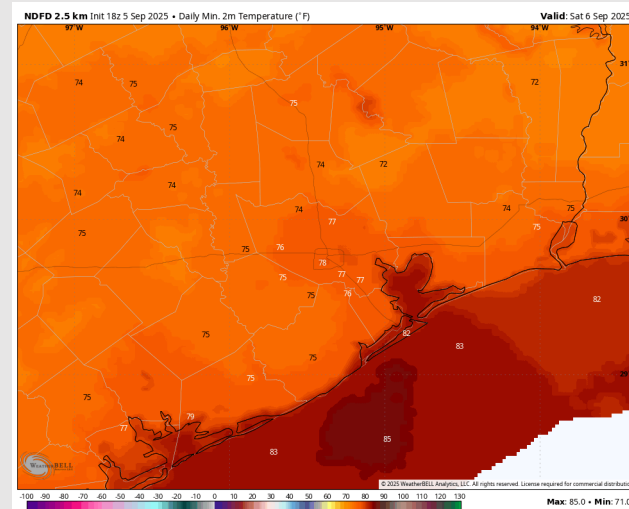 NDFD 2.5 km Init 18z 5 Sep 2025 • Daily Min. 2m Temperature (°F)
Valid: Sat 6 Sep 2025
97°W 96°W 95°W 94°W
31°
74 75 75 72
75
74
74 72
74 74
74 74 75
77 75
30°
75
75 76
78
75 77 77
75 76
82
75 82
83
75
29°
75
75
79
77
85
83
WeatherBELL
© 2025 WeatherBELL Analytics, LLC. All rights reserved. License required for commercial distributio
-100 -90 -80 -70 -60 -50 -40 -30 -20 -10 0 10 20 30 40 50 60 70 80 90 100 110 120 130
Max: 85.0 • Min: 71.0